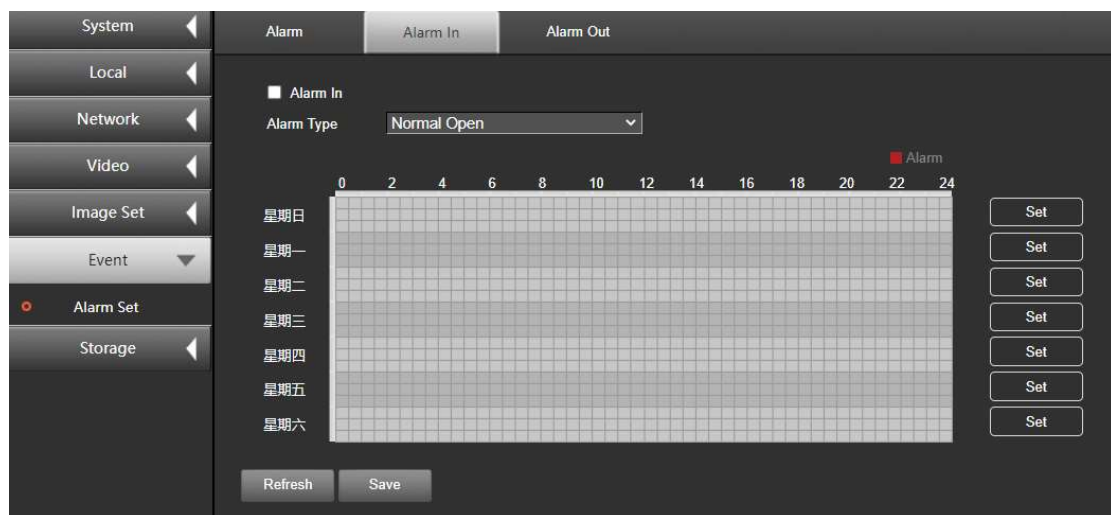 System
Local
Network
Video
Image Set
Event
Alarm Set
Storage
Alarm Alarm In Alarm Out
Alarm In
Alarm Type Normal Open
Alarm
0 2 4 6 8 10 12 14 16 18 20 22 24
星期日 Set
星期一 Set
星期二 Set
星期三 Set
星期四 Set
星期五 Set
星期六 Set
Refresh Save